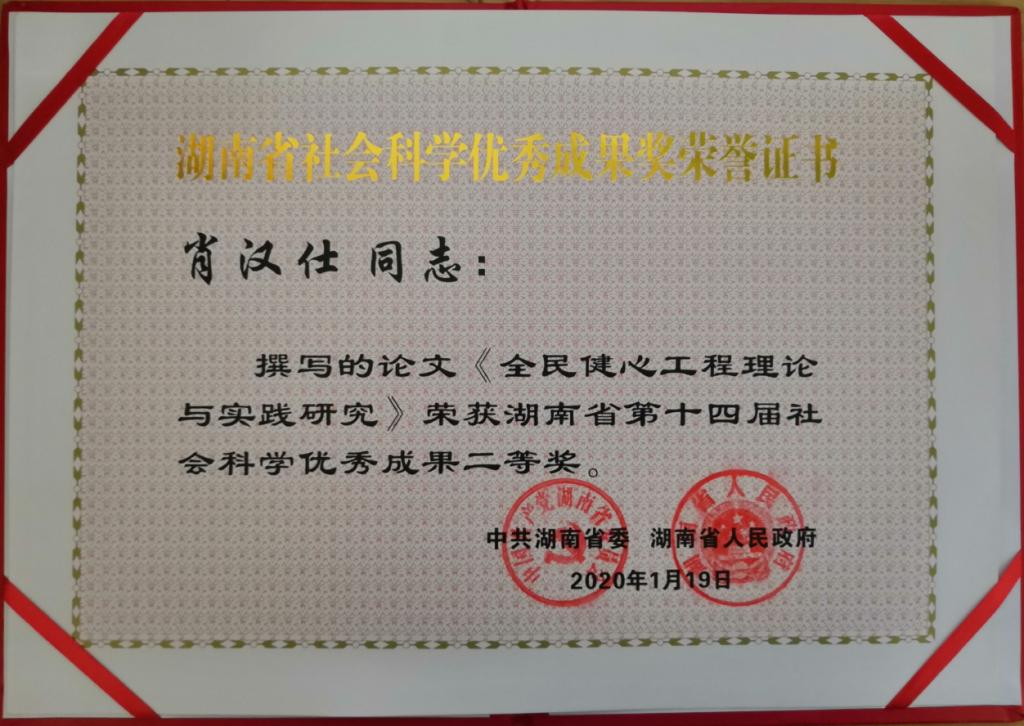 湖南省社会科学优秀成果奖荣誉证书
肖汉仕 同志：
撰写的论文《全民健心工程理论
与实践研究》荣获湖南省第十四届社
会科学优秀成果二等奖。
中共湖南省委 湖南省人民政府
2020年1月19日